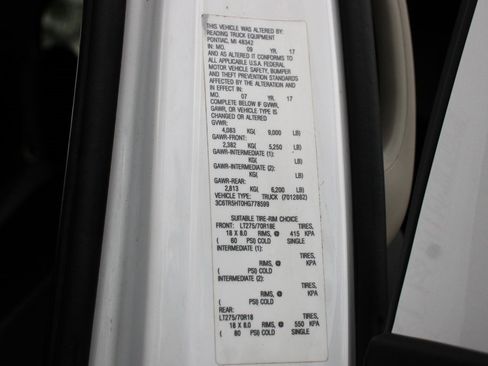 THIS VEHICLE WAS ALTERED BY:
READING TRUCK EQUIPMENT
PONTIAC, MI 48342
IN: MO. 09 YR. 17
AND AS ALTERED IT CONFORMS TO
ALL APPLICABLE U.S.A. FEDERAL
MOTOR VEHICLE SAFETY, BUMPER
AND THEFT PREVENTION STANDARDS
AFFECTED BY THE ALTERATION AND
IN EFFECT IN:
MO. 07 YR. 17
COMPLETE BELOW IF GVWR,
GAWR, OR VEHICLE TYPE IS
CHANGED OR ALTERED
GVWR:
4,083 KG( 9,000 LB)
GAWR-FRONT:
2,382 KG( 5,250 LB)
GAWR-INTERMEDIATE (1):
KG( LB)
GAWR-INTERMEDIATE (2):
KG( LB)
GAWR-REAR:
2,813 KG( 6,200 LB)
VEHICLE TYPE: TRUCK (7012862)
3C6TR5HT0HG778599
SUITABLE TIRE-RIM CHOICE
FRONT: LT275/70R18E TIRES,
18 X 8.0 RIMS, @ 415 KPA
( 60 PSI) COLD SINGLE
INTERMEDIATE (1):
TIRES,
RIMS, @ KPA
( PSI) COLD
INTERMEDIATE (2):
TIRES,
RIMS, @ KPA
( PSI) COLD
REAR:
LT275/70R18 TIRES,
18 X 8.0 RIMS, @ 550 KPA
( 80 PSI) COLD SINGLE